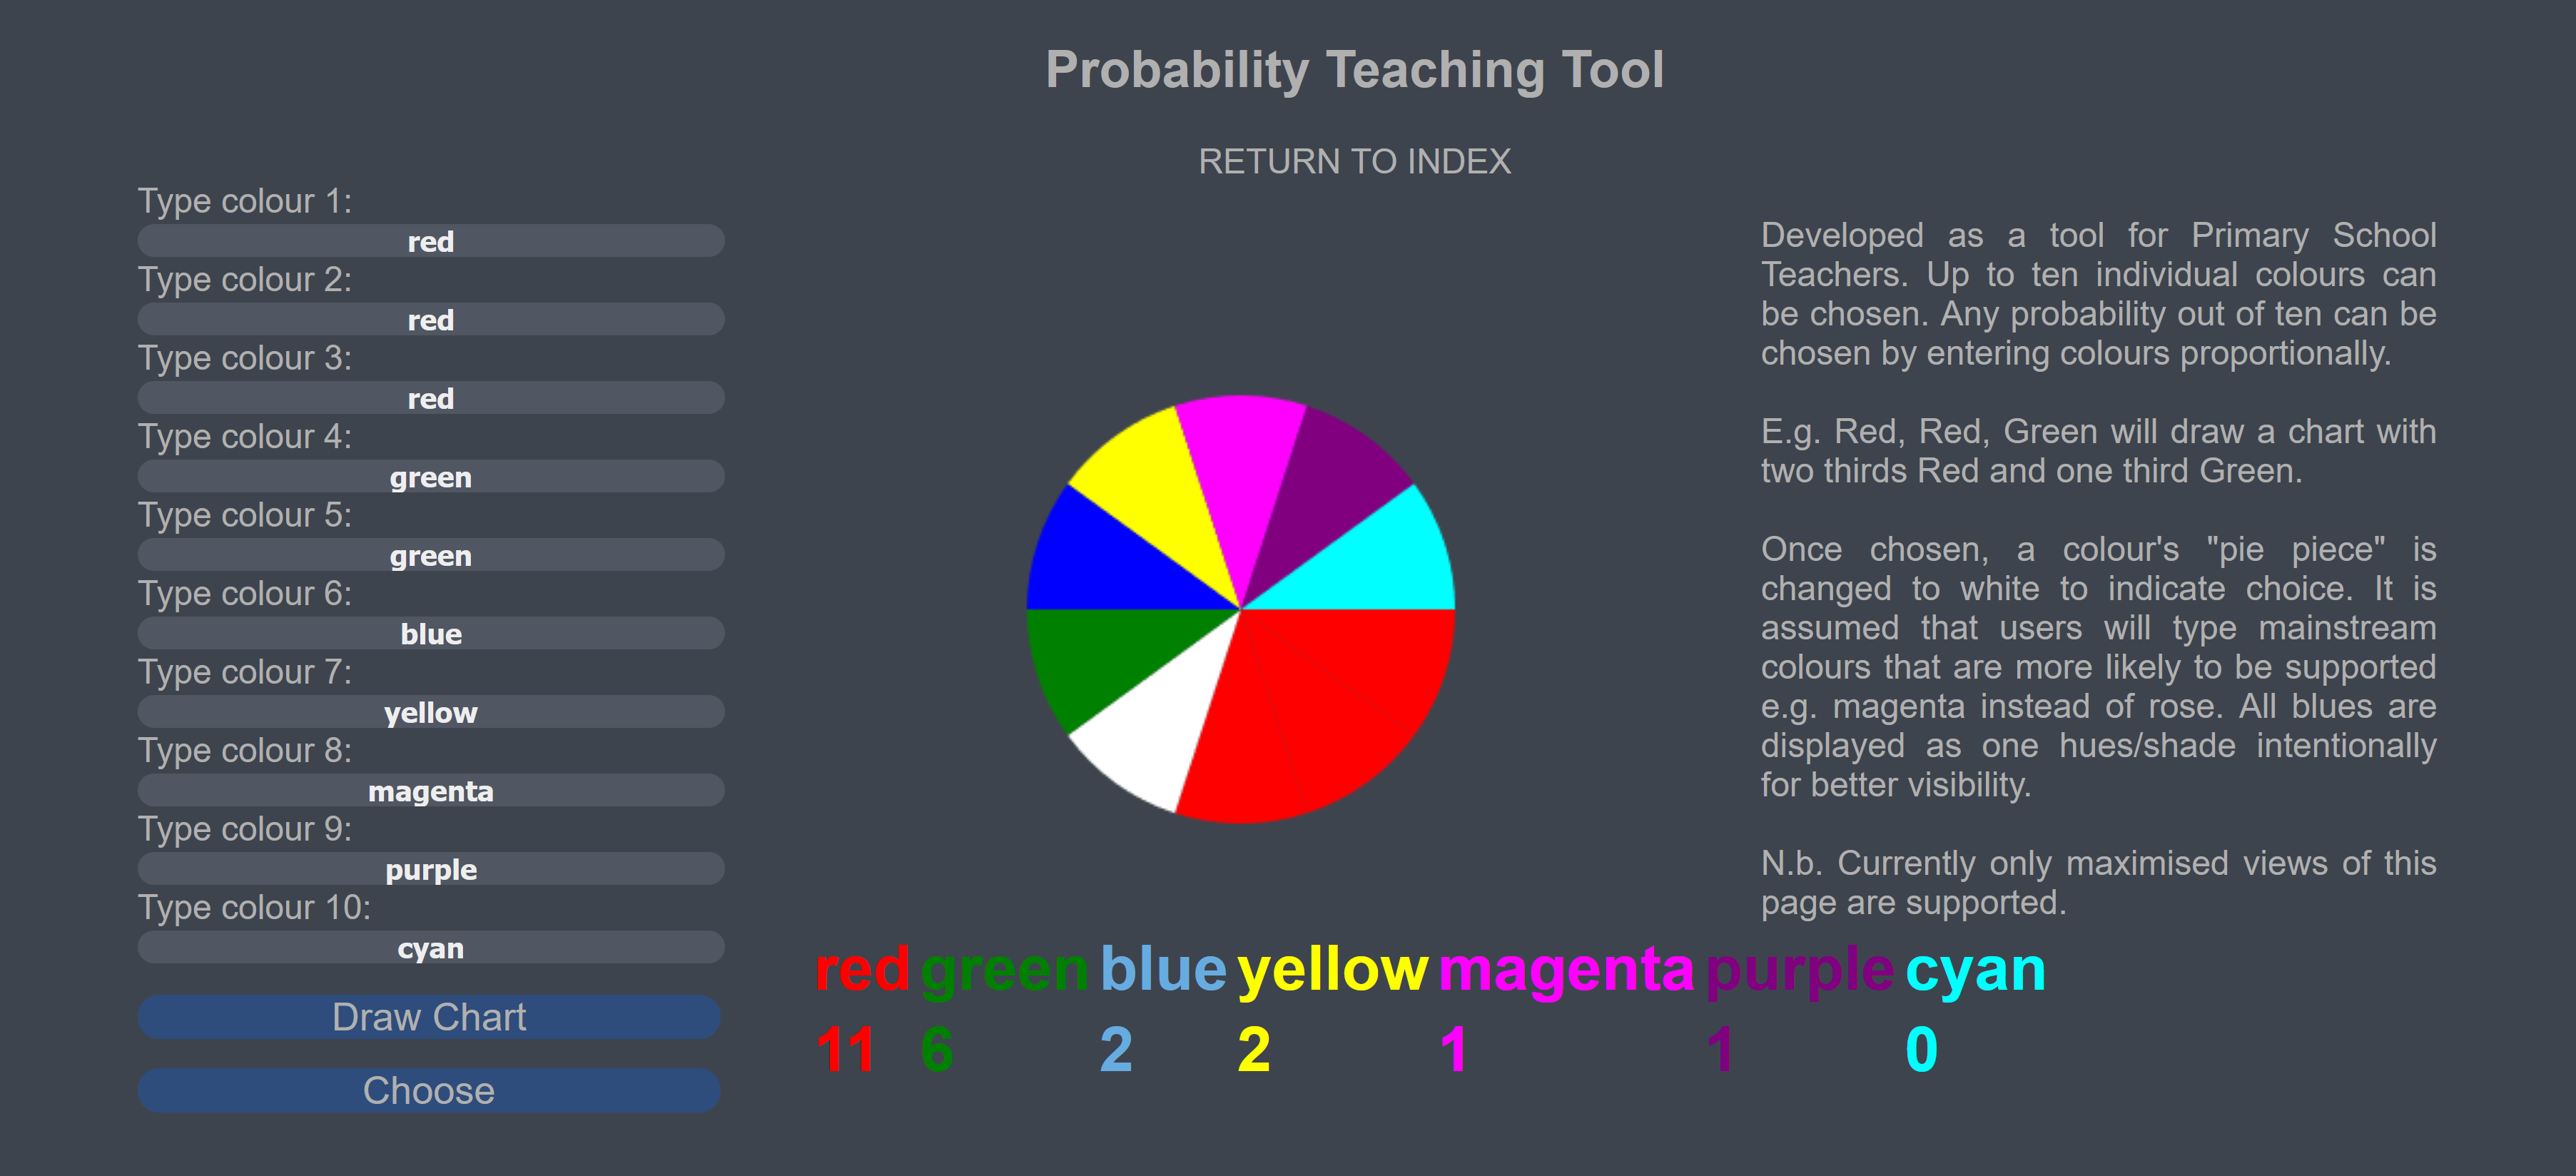 Probability Teaching Tool
RETURN TO INDEX
Type colour 1:
red
Type colour 2:
red
Type colour 3:
red
Type colour 4:
green
Type colour 5:
green
Type colour 6:
blue
Type colour 7:
yellow
Type colour 8:
magenta
Type colour 9:
purple
Type colour 10:
cyan
Draw Chart
Choose
Developed as a tool for Primary School
Teachers. Up to ten individual colours can
be chosen. Any probability out of ten can be
chosen by entering colours proportionally.
E.g. Red, Red, Green will draw a chart with
two thirds Red and one third Green.
Once chosen, a colour's "pie piece" is
changed to white to indicate choice. It is
assumed that users will type mainstream
colours that are more likely to be supported
e.g. magenta instead of rose. All blues are
displayed as one hues/shade intentionally
for better visibility.
N.b. Currently only maximised views of this
page are supported.
red green blue yellow magenta purple cyan
11 6 2 2 1 1 0